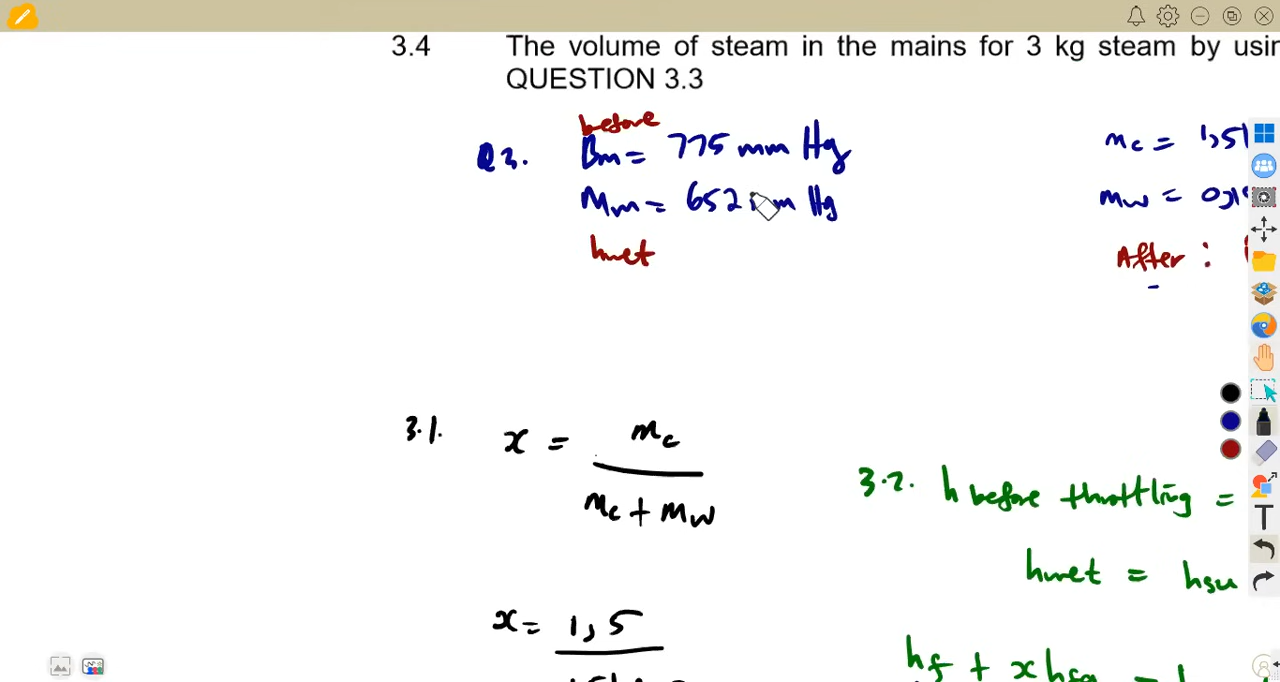 3.4 The volume of steam in the mains for 3 kg steam by
QUESTION 3.3
before
Q3. Bm = 775 mm Hg
Mm = 652 mm Hg
hwet
mc = 1,5
mw =
After :
3.1. x = mc
mc + mw
x = 1,5
3.2. h before throttling =
hwet = hsu
hf + x hfg =
T